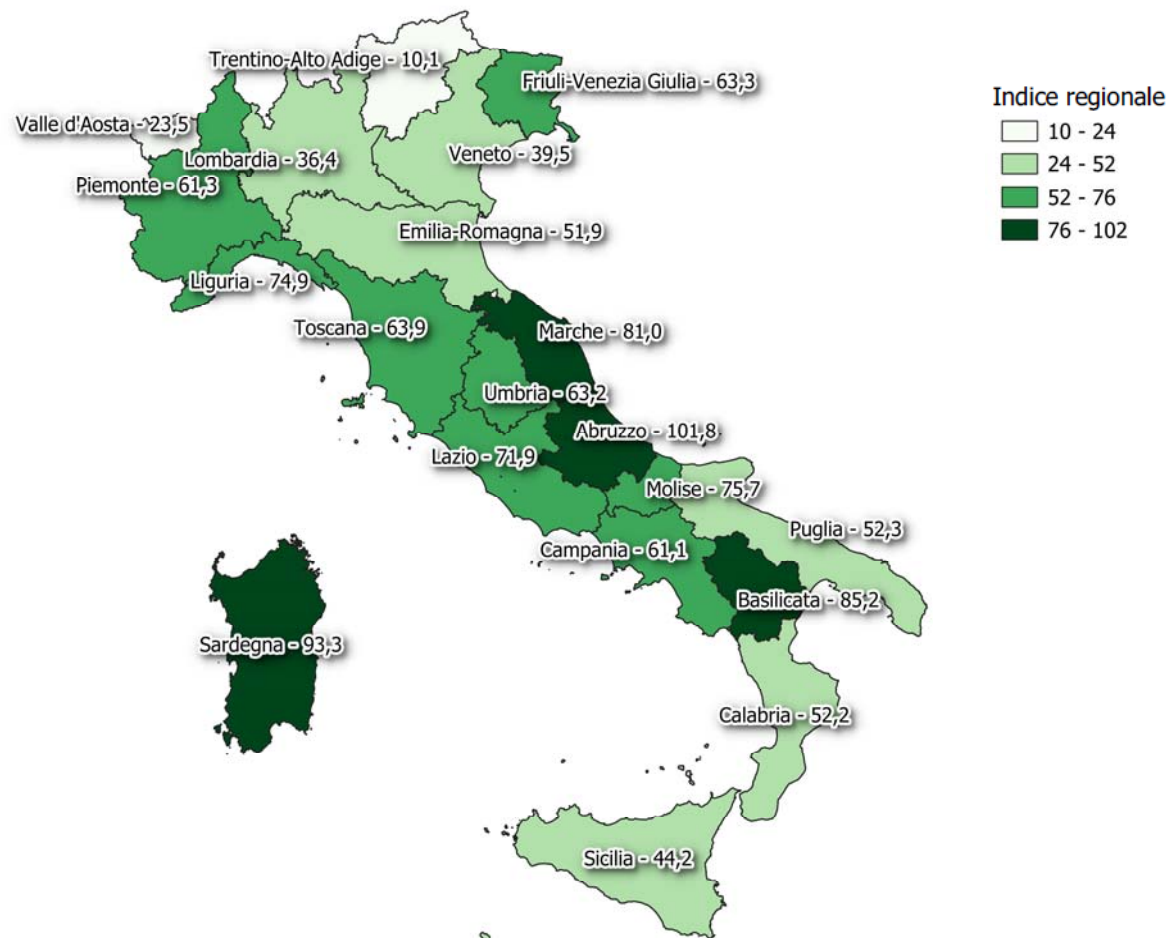 Trentino-Alto Adige - 10,1
Friuli-Venezia Giulia - 63,3
Valle d'Aosta - 23,5
Lombardia - 36,4
Veneto - 39,5
Piemonte - 61,3
Emilia-Romagna - 51,9
Liguria - 74,9
Toscana - 63,9
Marche - 81,0
Umbria - 63,2
Abruzzo - 101,8
Lazio - 71,9
Molise - 75,7
Puglia - 52,3
Campania - 61,1
Basilicata - 85,2
Sardegna - 93,3
Calabria - 52,2
Sicilia - 44,2
Indice regionale
10 - 24
24 - 52
52 - 76
76 - 102